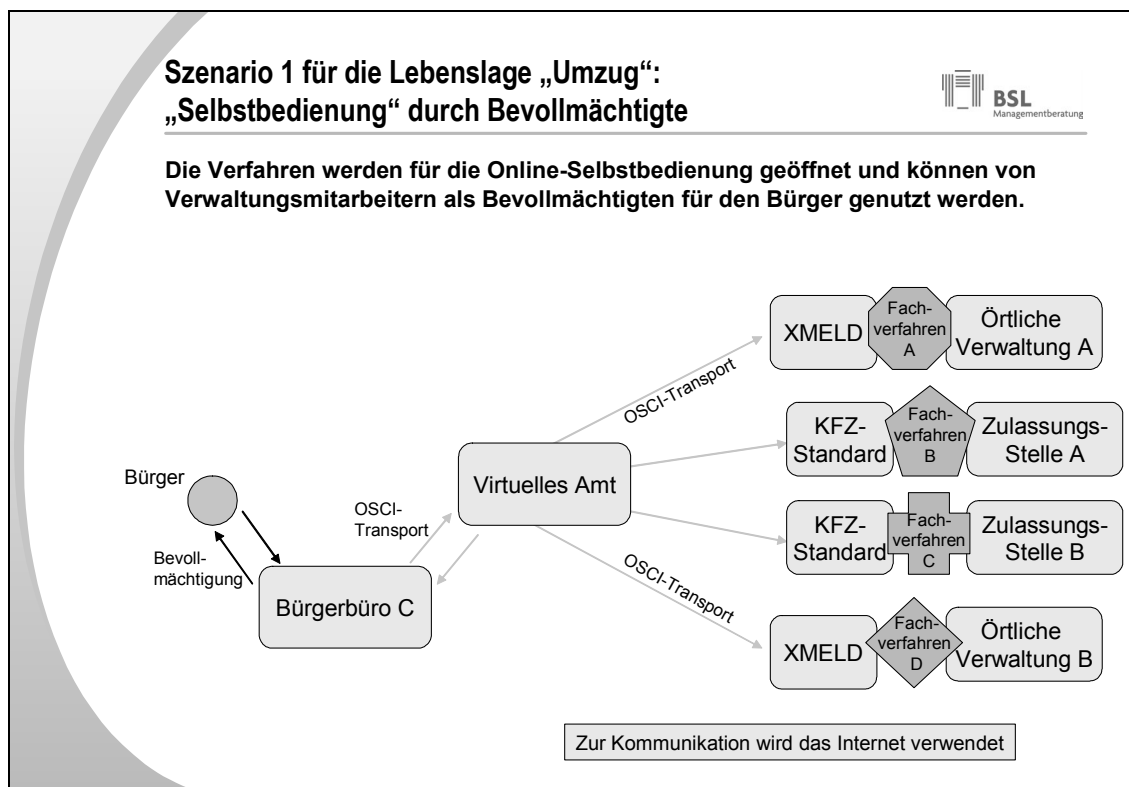 Szenario 1 für die Lebenslage „Umzug“:
„Selbstbedienung“ durch Bevollmächtigte
BSL
Managementberatung
Die Verfahren werden für die Online-Selbstbedienung geöffnet und können von
Verwaltungsmitarbeitern als Bevollmächtigten für den Bürger genutzt werden.
XMELD
Fach-
verfahren
A
Örtliche
Verwaltung A
OSCI-Transport
KFZ-
Standard
Fach-
verfahren
B
Zulassungs-
Stelle A
Bürger
Virtuelles Amt
OSCI-
Transport
KFZ-
Standard
Fach-
verfahren
C
Zulassungs-
Stelle B
Bevoll-
mächtigung
Bürgerbüro C
OSCI-Transport
XMELD
Fach-
verfahren
D
Örtliche
Verwaltung B
Zur Kommunikation wird das Internet verwendet